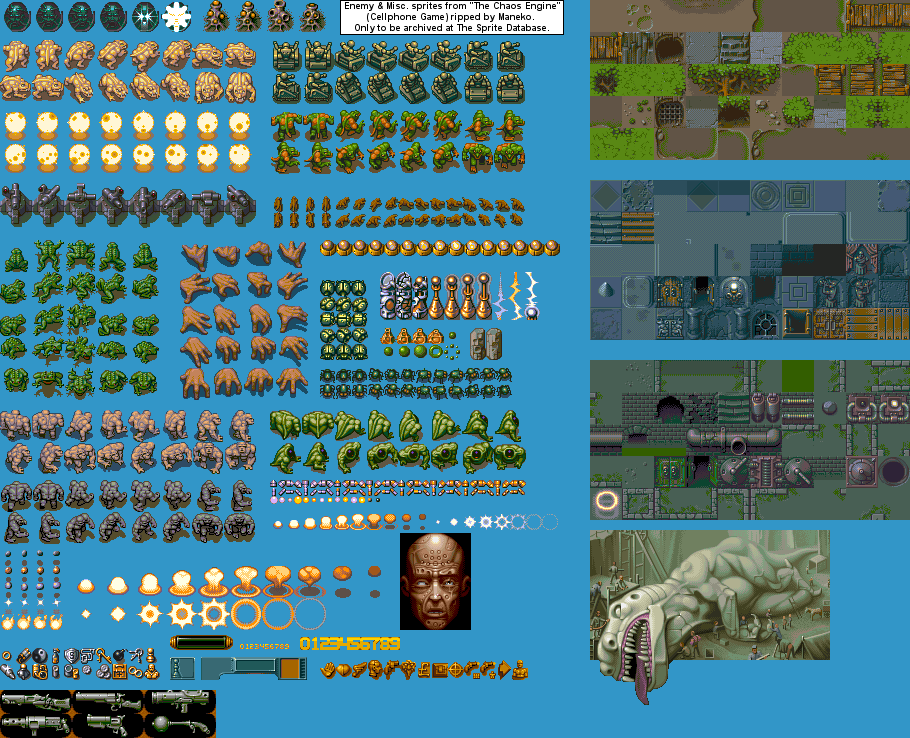 Enemy & Misc. sprites from "The Chaos Engine"
(Cellphone Game) ripped by Maneko.
Only to be archived at The Sprite Database.
0123456789 0123456789